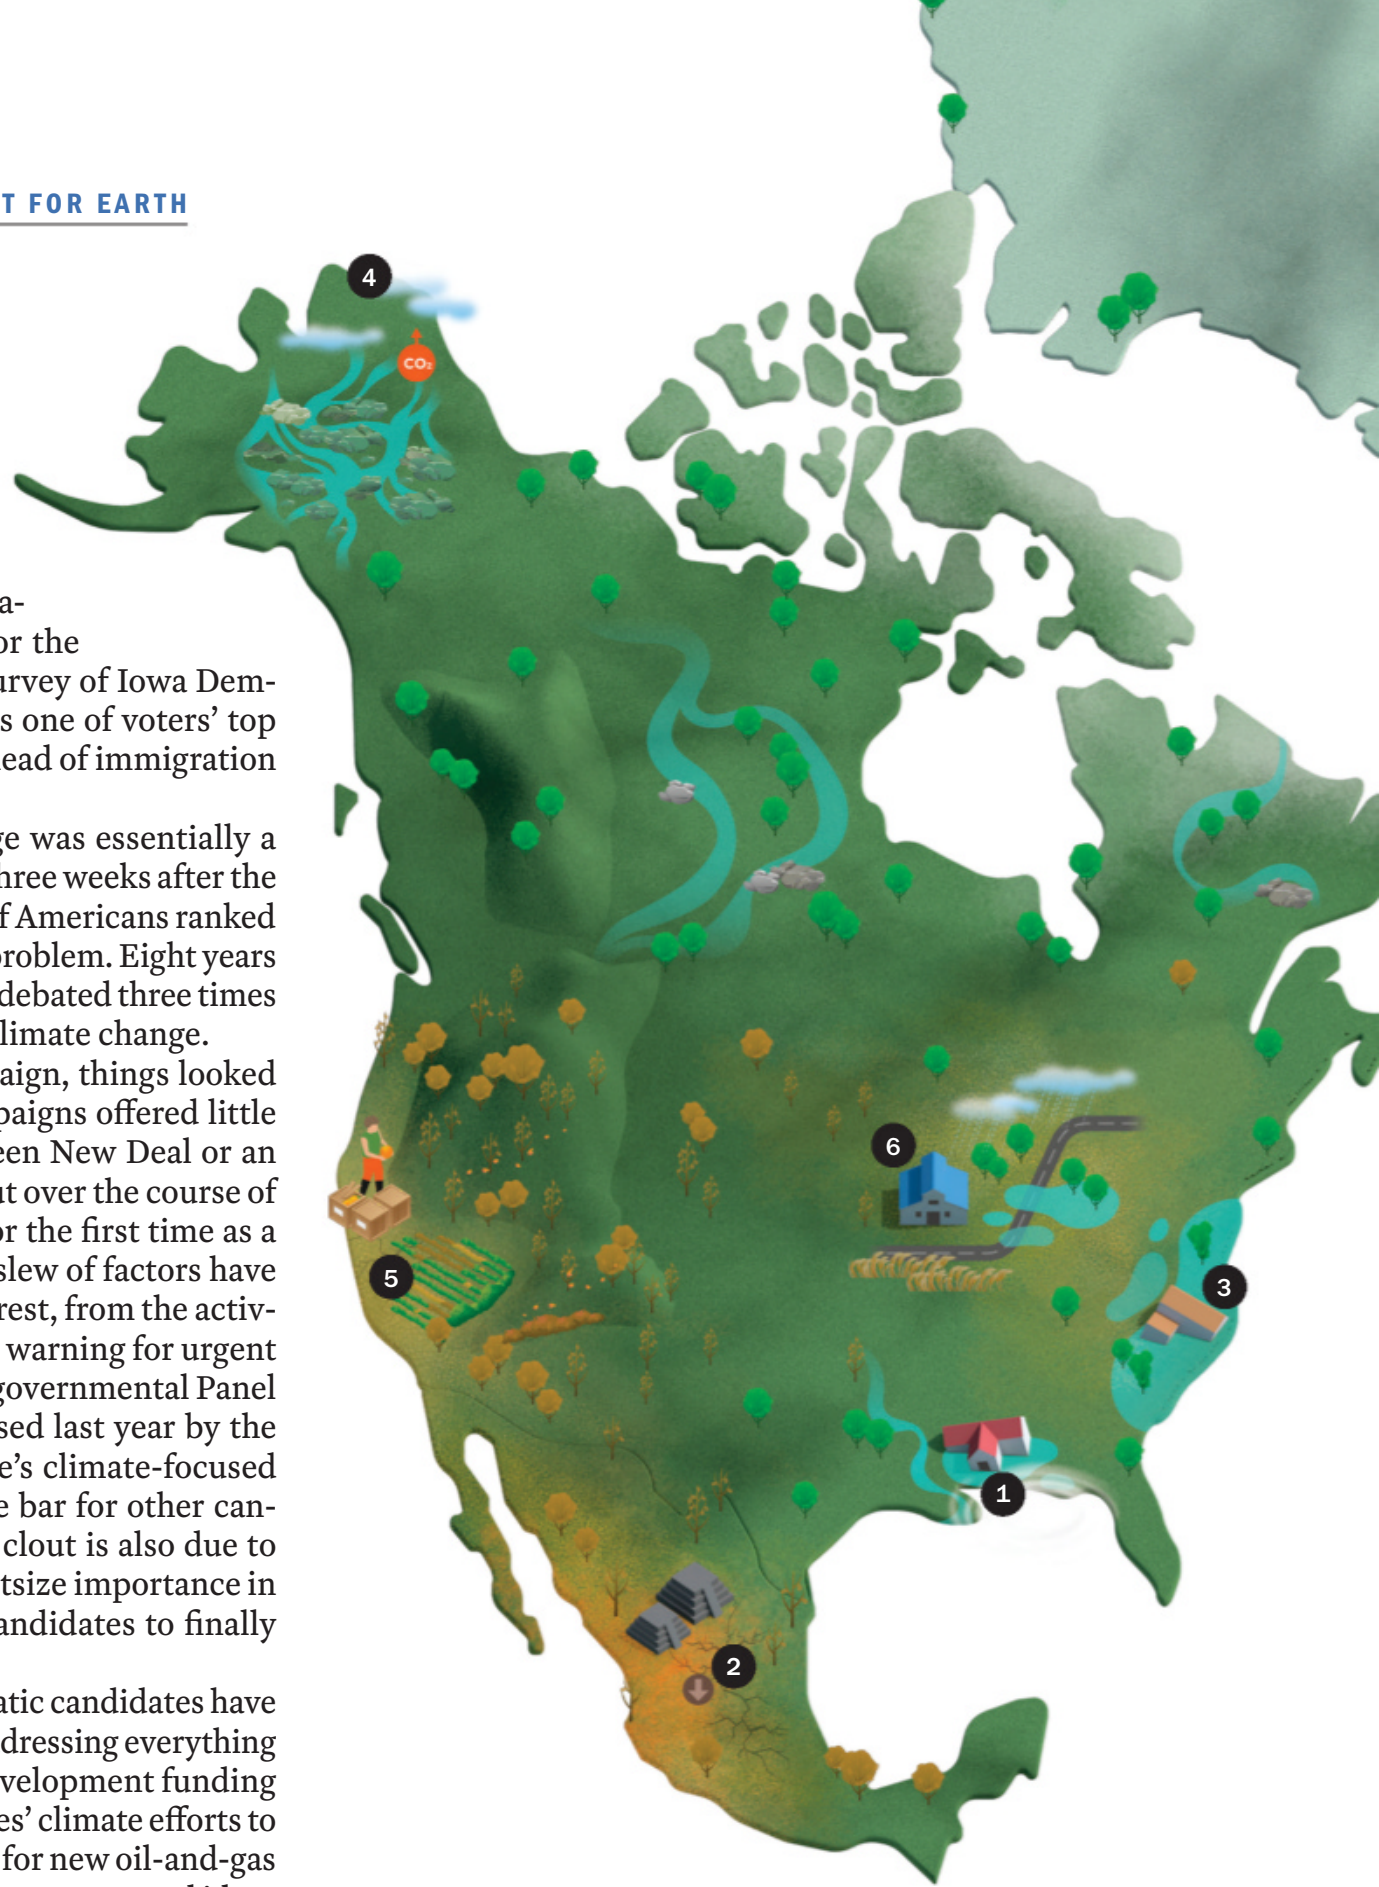 T FOR EARTH
a-
or the
urvey of Iowa Dem-
s one of voters' top
ead of immigration
ge was essentially a
hree weeks after the
f Americans ranked
problem. Eight years
debated three times
limate change.
aign, things looked
paigns offered little
een New Deal or an
ut over the course of
or the first time as a
slew of factors have
rest, from the activ-
warning for urgent
governmental Panel
sed last year by the
e's climate-focused
e bar for other can-
clout is also due to
tsize importance in
andidates to finally
atic candidates have
dressing everything
velopment funding
es' climate efforts to
for new oil-and-gas
4
CO₂
6
5
3
1
2